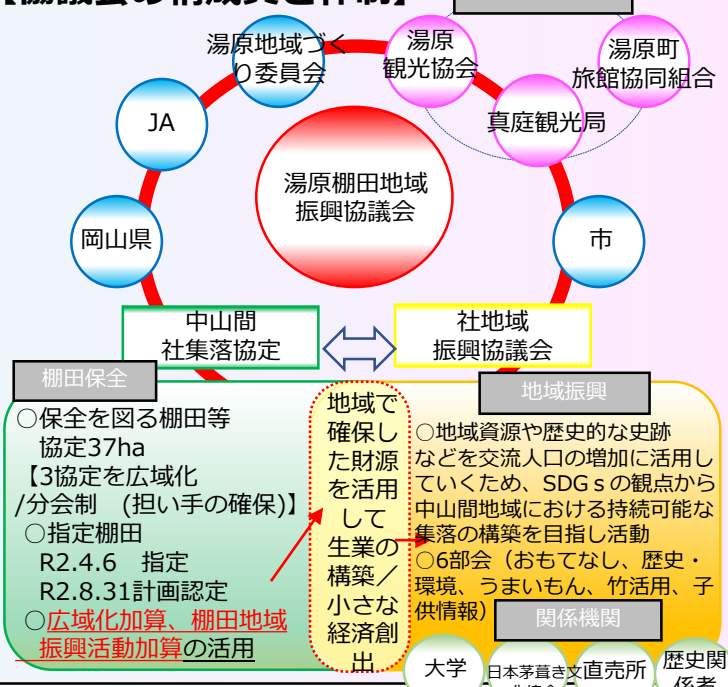 【協議会の構成員と体制】
湯原地域づく
り委員会
湯原
観光協会
湯原町
旅館協同組合
JA
真庭観光局
湯原棚田地域
振興協議会
岡山県
市
中山間
社集落協定
社地域
振興協議会
棚田保全
○保全を図る棚田等
協定37ha
【3協定を広域化
/分会制 (担い手の確保)】
○指定棚田
R2.4.6 指定
R2.8.31計画認定
○広域化加算、棚田地域
振興活動加算の活用
地域で
確保し
た財源
を活用
して
生業の
構築／
小さな
経済創
出
地域振興
○地域資源や歴史的な史跡
などを交流人口の増加に活用し
ていくため、SDGｓの観点から
中山間地域における持続可能な
集落の構築を目指し活動
○6部会（おもてなし、歴史・
環境、うまいもん、竹活用、子
供情報）
関係機関
大学
日本茅葺き文
直売所
歴史関
係者